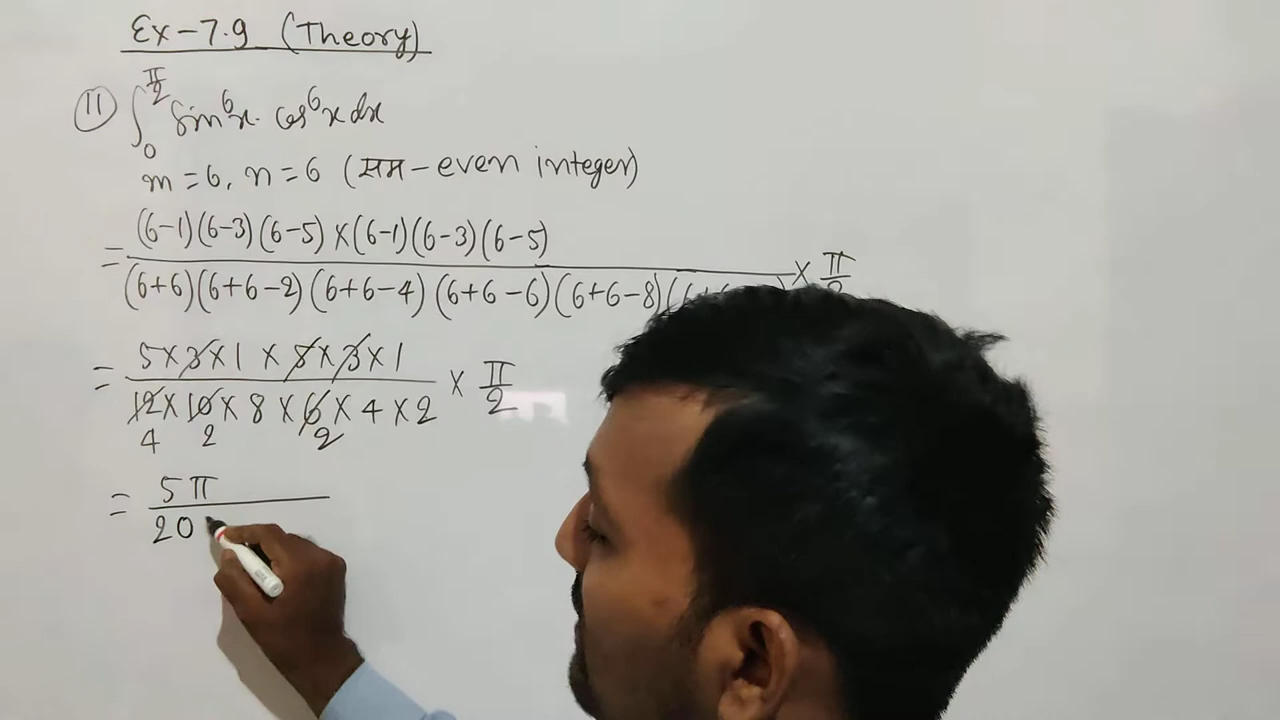 Ex-7.9 (Theory)
11 ∫₀^(π/2) Sin⁶x. cos⁶x dx
m = 6, n = 6 (सम - even integer)
= (6-1)(6-3)(6-5) × (6-1)(6-3)(6-5)
(6+6)(6+6-2)(6+6-4)(6+6-6)(6+6-8) × π
= 5×3×1 × 5×3×1
12×10×8×6×4×2 × π/2
4 2 2
= 5π
20